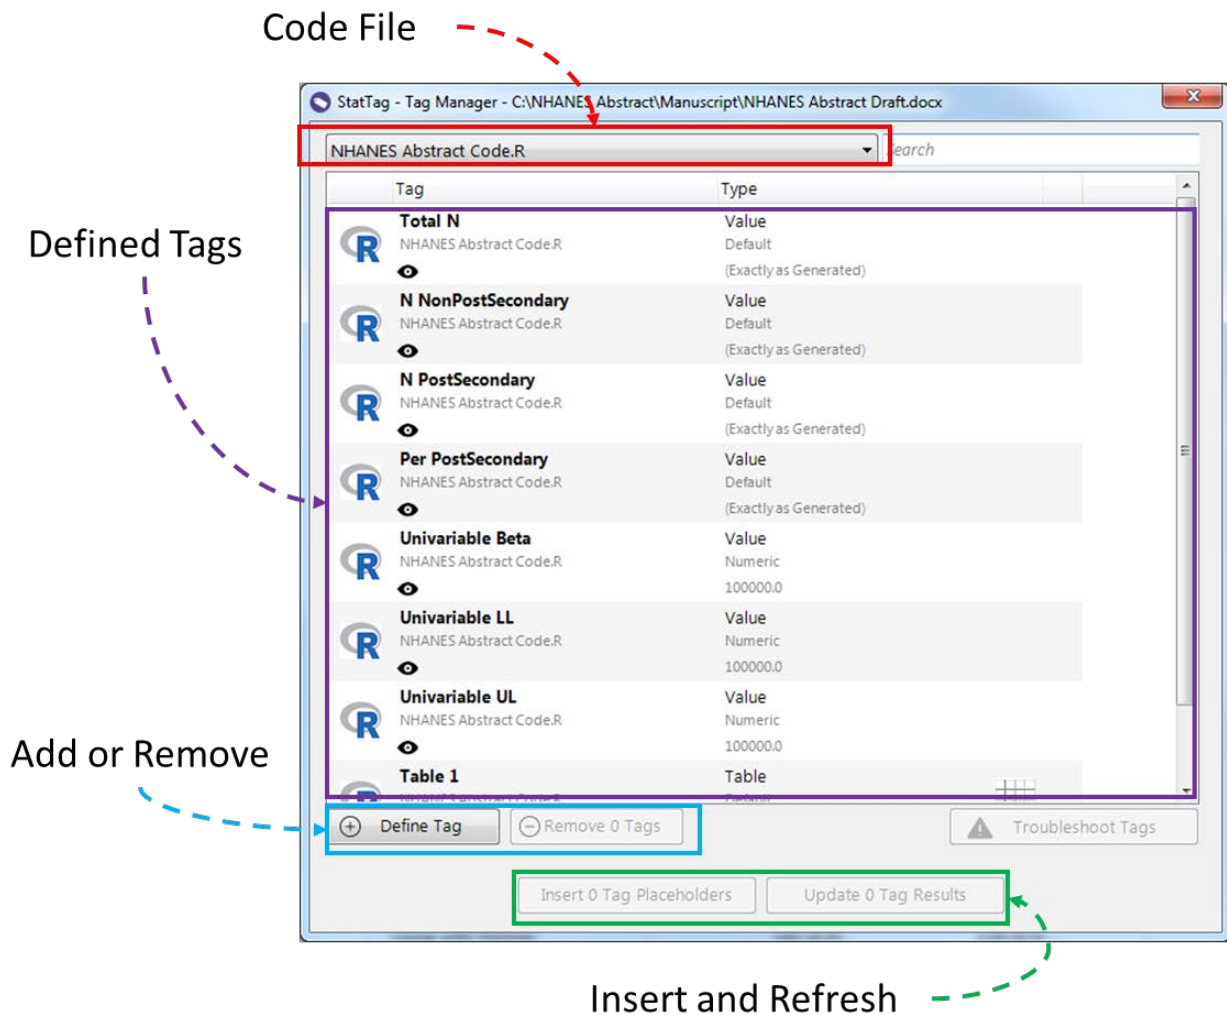 Code File
StatTag - Tag Manager - C:\NHANES Abstract\Manuscript\NHANES Abstract Draft.docx
NHANES Abstract Code.R Search
Tag Type
Defined Tags
Total N Value
NHANES Abstract Code.R Default
(Exactly as Generated)
N NonPostSecondary Value
NHANES Abstract Code.R Default
(Exactly as Generated)
N PostSecondary Value
NHANES Abstract Code.R Default
(Exactly as Generated)
Per PostSecondary Value
NHANES Abstract Code.R Default
(Exactly as Generated)
Univariable Beta Value
NHANES Abstract Code.R Numeric
100000.0
Univariable LL Value
NHANES Abstract Code.R Numeric
100000.0
Univariable UL Value
NHANES Abstract Code.R Numeric
100000.0
Add or Remove
Table 1 Table
Define Tag Remove 0 Tags Troubleshoot Tags
Insert 0 Tag Placeholders Update 0 Tag Results
Insert and Refresh